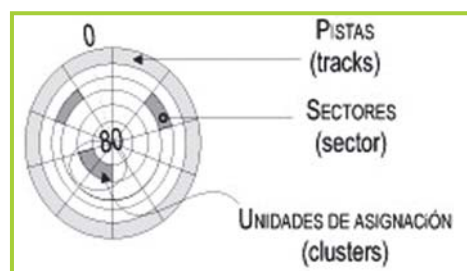 0
PISTAS
(tracks)
SECTORES
(sector)
80
UNIDADES DE ASIGNACIÓN
(clusters)